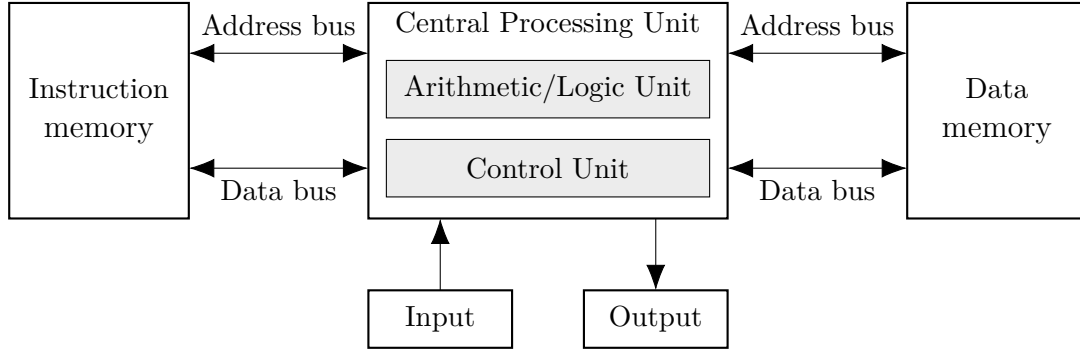 Address bus
Central Processing Unit
Address bus
Instruction
memory
Arithmetic/Logic Unit
Data
memory
Control Unit
Data bus
Data bus
Input
Output